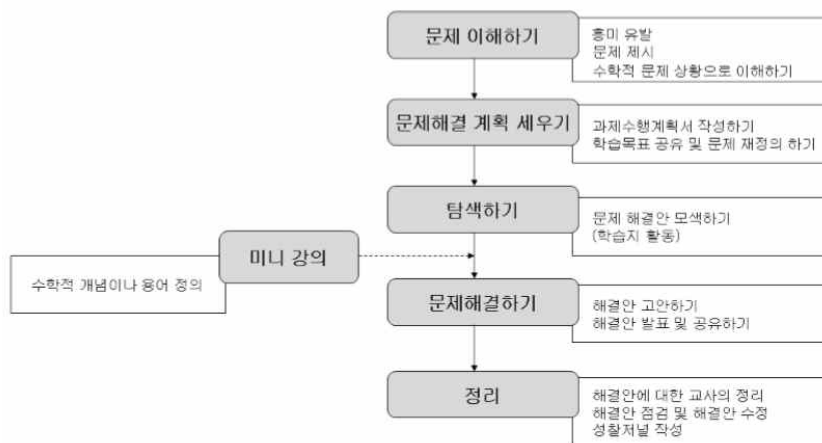 문제 이해하기
흥미 유발
문제 제시
수학적 문제 상황으로 이해하기
문제해결 계획 세우기
과제수행계획서 작성하기
학습목표 공유 및 문제 재정의 하기
탐색하기
문제 해결안 모색하기
(학습지 활동)
미니 강의
수학적 개념이나 용어 정의
문제해결하기
해결안 고안하기
해결안 발표 및 공유하기
정리
해결안에 대한 교사의 정리
해결안 점검 및 해결안 수정
성찰저널 작성